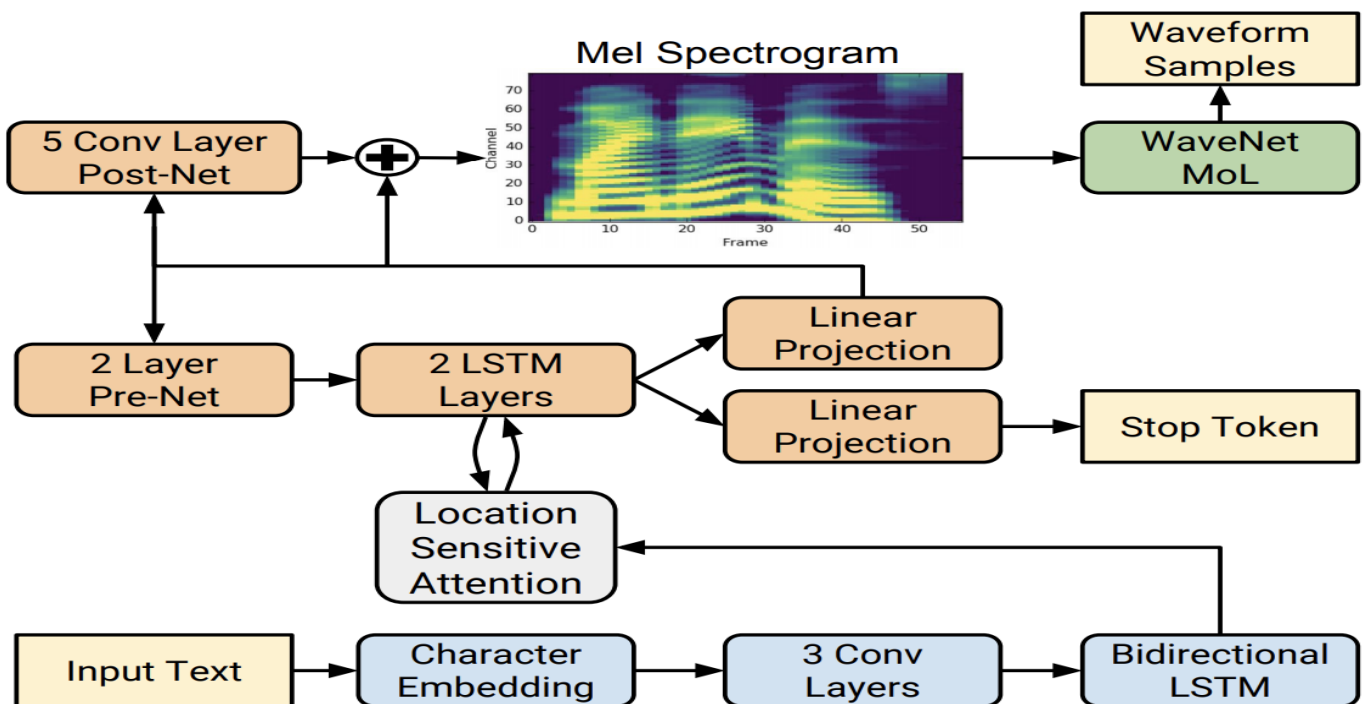 Waveform
Samples
Mel Spectrogram
5 Conv Layer
Post-Net
WaveNet
MoL
Channel
70
60
50
40
30
20
10
0
0
10
20
30
40
50
Frame
Linear
Projection
2 Layer
Pre-Net
2 LSTM
Layers
Linear
Projection
Stop Token
Location
Sensitive
Attention
Input Text
Character
Embedding
3 Conv
Layers
Bidirectional
LSTM